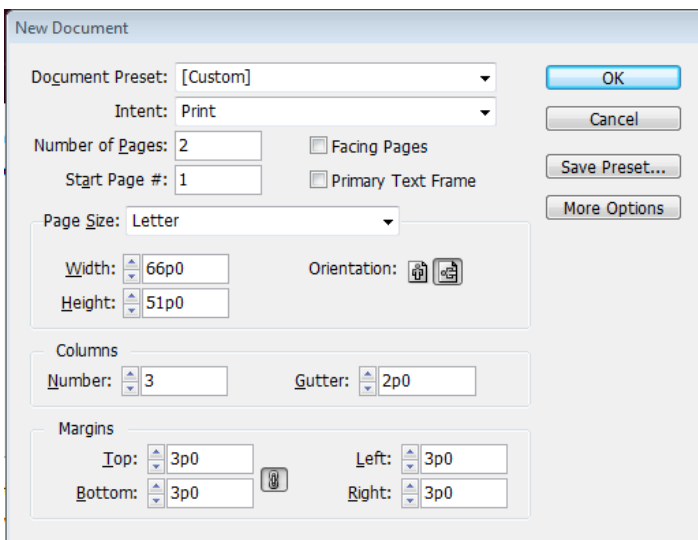 New Document
Document Preset: [Custom]
OK
Intent: Print
Cancel
Number of Pages: 2
Facing Pages
Save Preset...
Start Page #: 1
Primary Text Frame
More Options
Page Size: Letter
Width: 66p0
Orientation:
Height: 51p0
Columns
Number: 3
Gutter: 2p0
Margins
Top: 3p0
Left: 3p0
Bottom: 3p0
Right: 3p0